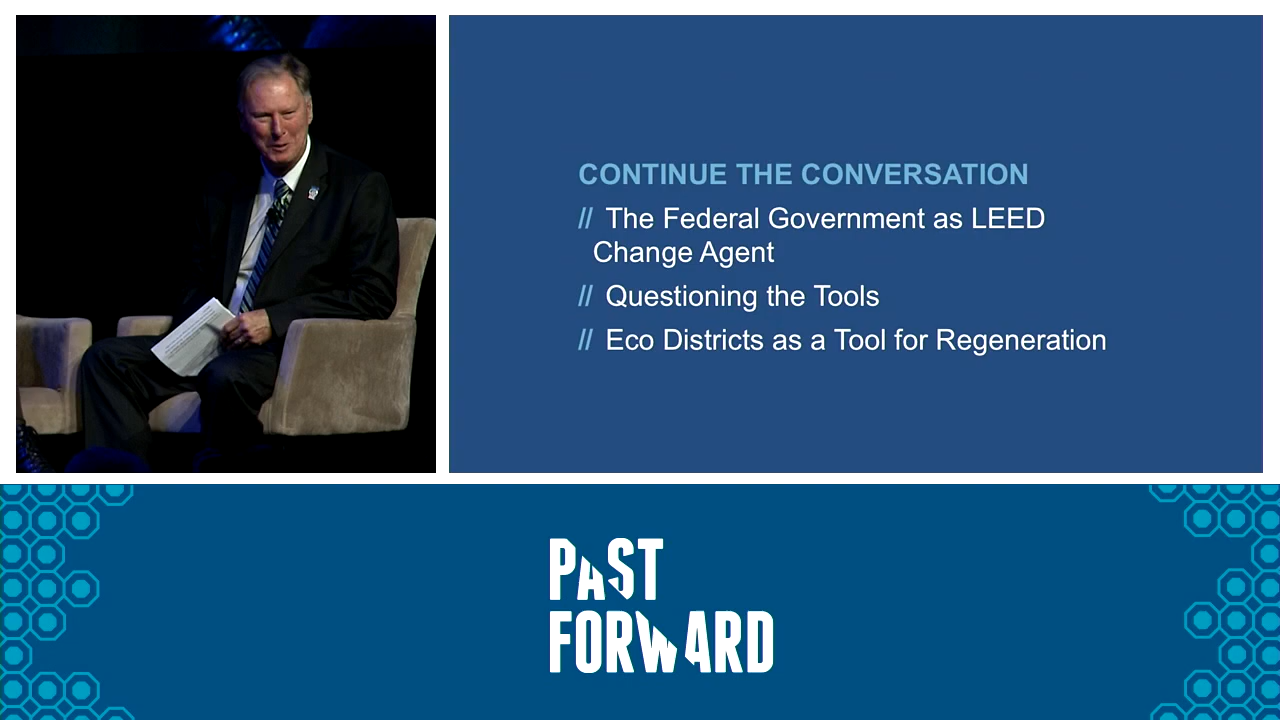 CONTINUE THE CONVERSATION
// The Federal Government as LEED
Change Agent
// Questioning the Tools
// Eco Districts as a Tool for Regeneration
PAST
FORWARD